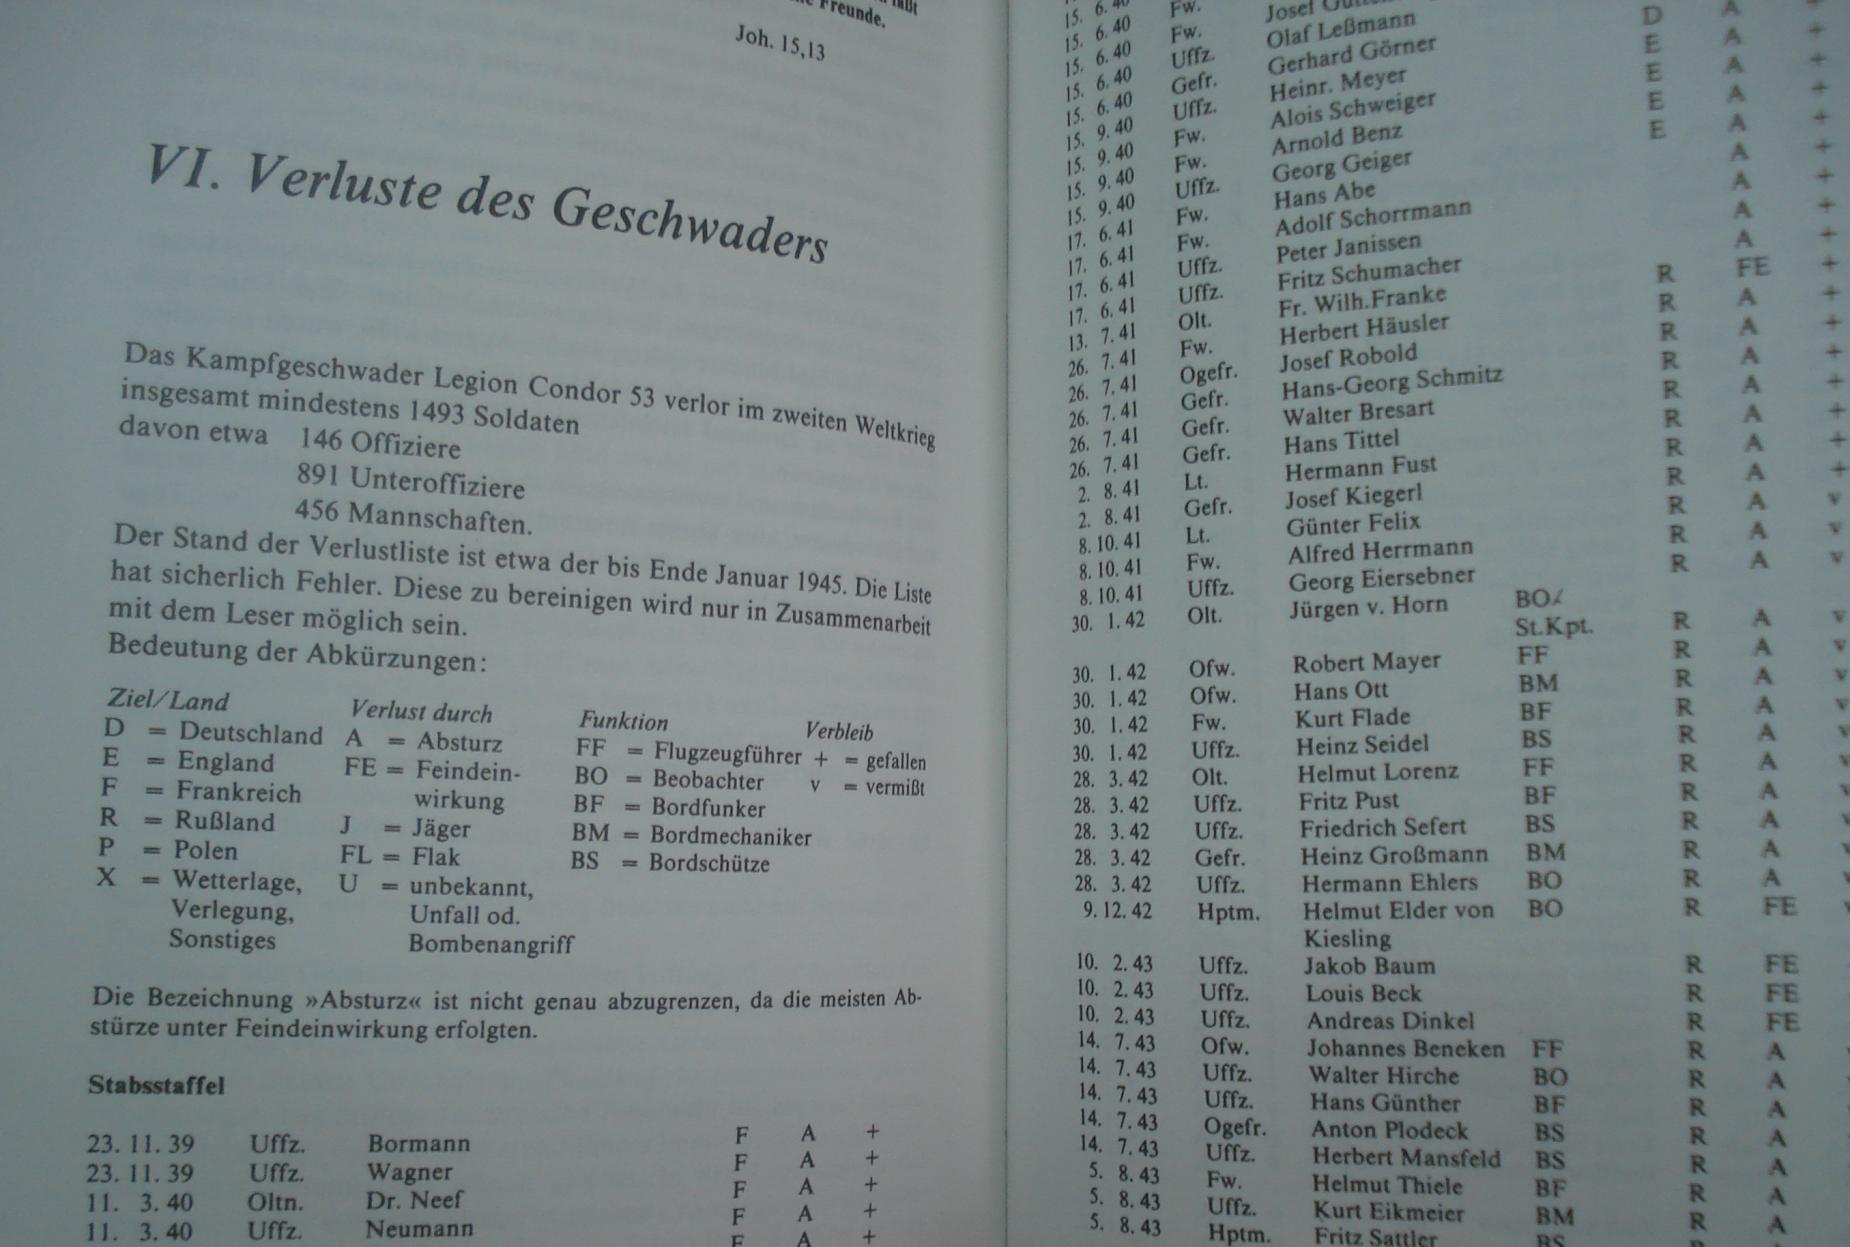 Freunde.
Joh. 15,13
VI. Verluste des Geschwaders
Das Kampfgeschwader Legion Condor 53 verlor im zweiten Weltkrieg
insgesamt mindestens 1493 Soldaten
davon etwa 146 Offiziere
891 Unteroffiziere
456 Mannschaften.
Der Stand der Verlustliste ist etwa der bis Ende Januar 1945. Die Liste
hat sicherlich Fehler. Diese zu bereinigen wird nur in Zusammenarbeit
mit dem Leser möglich sein.
Bedeutung der Abkürzungen:
Ziel/Land Verlust durch Funktion Verbleib
D = Deutschland A = Absturz FF = Flugzeugführer + = gefallen
E = England FE = Feindein- BO = Beobachter v = vermißt
F = Frankreich wirkung BF = Bordfunker
R = Rußland J = Jäger BM = Bordmechaniker
P = Polen FL = Flak BS = Bordschütze
X = Wetterlage, U = unbekannt,
Verlegung, Unfall od.
Sonstiges Bombenangriff
Die Bezeichnung »Absturz« ist nicht genau abzugrenzen, da die meisten Ab-
stürze unter Feindeinwirkung erfolgten.
Stabsstaffel
23. 11. 39 Uffz. Bormann F A +
23. 11. 39 Uffz. Wagner F A +
11. 3. 40 Oltn. Dr. Neef F A +
11. 3. 40 Uffz. Neumann F A +
F A +
15. 6. 40 Fw. Josef
15. 6. 40 Fw. Olaf Leßmann D A +
15. 6. 40 Uffz. Gerhard Görner E A +
15. 6. 40 Gefr. Heinr. Meyer E A +
15. 6. 40 Uffz. Alois Schweiger E A +
15. 9. 40 Fw. Arnold Benz E A +
15. 9. 40 Fw. Georg Geiger A +
15. 9. 40 Uffz. Hans Abe A +
15. 9. 40 Fw. Adolf Schorrmann A +
17. 6. 41 Fw. Peter Janissen A +
17. 6. 41 Uffz. Fritz Schumacher R FE +
17. 6. 41 Uffz. Fr. Wilh.Franke R A +
17. 6. 41 Olt. Herbert Häusler R A +
13. 7. 41 Fw. Josef Robold R A +
26. 7. 41 Ogefr. Hans-Georg Schmitz R A +
26. 7. 41 Gefr. Walter Bresart R A +
26. 7. 41 Gefr. Hans Tittel R A +
26. 7. 41 Gefr. Hermann Fust R A +
26. 7. 41 Lt. Josef Kiegerl R A v
2. 8. 41 Gefr. Günter Felix R A v
2. 8. 41 Lt. Alfred Herrmann R A v
8. 10. 41 Fw. Georg Eiersebner
8. 10. 41 Uffz. Jürgen v. Horn BO/
8. 10. 41 Olt. St.Kpt. R A v
30. 1. 42
30. 1. 42 Ofw. Robert Mayer FF R A v
30. 1. 42 Ofw. Hans Ott BM R A v
30. 1. 42 Fw. Kurt Flade BF R A v
30. 1. 42 Uffz. Heinz Seidel BS R A v
28. 3. 42 Olt. Helmut Lorenz FF R A
28. 3. 42 Uffz. Fritz Pust BF R A
28. 3. 42 Uffz. Friedrich Sefert BS R A
28. 3. 42 Gefr. Heinz Großmann BM R A
28. 3. 42 Uffz. Hermann Ehlers BO R A
9. 12. 42 Hptm. Helmut Elder von BO R FE
Kiesling
10. 2. 43 Uffz. Jakob Baum R FE
10. 2. 43 Uffz. Louis Beck R FE
10. 2. 43 Uffz. Andreas Dinkel R FE
14. 7. 43 Ofw. Johannes Beneken FF R A
14. 7. 43 Uffz. Walter Hirche BO R A
14. 7. 43 Uffz. Hans Günther BF R A
14. 7. 43 Ogefr. Anton Plodeck BS R A
14. 7. 43 Uffz. Herbert Mansfeld BS R A
5. 8. 43 Fw. Helmut Thiele BF R A
5. 8. 43 Uffz. Kurt Eikmeier BM R A
5. 8. 43 Hptm. Fritz Sattler BS